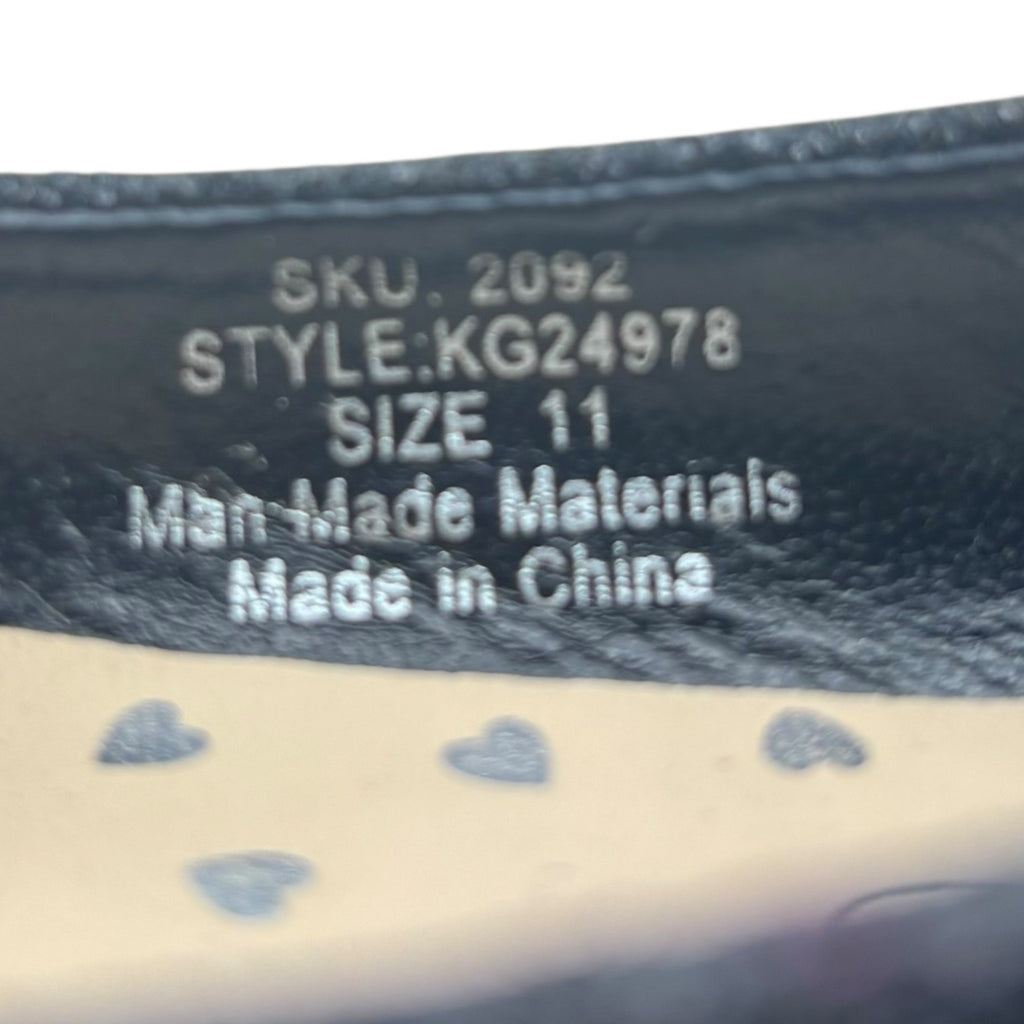 SKU. 2092
STYLE:KG24978
SIZE 11
Man-Made Materials
Made in China